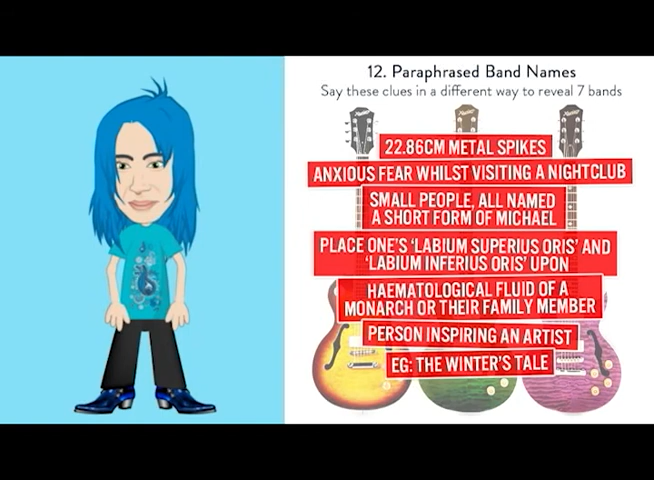 12. Paraphrased Band Names
Say these clues in a different way to reveal 7 bands
22.86CM METAL SPIKES
ANXIOUS FEAR WHILST VISITING A NIGHTCLUB
SMALL PEOPLE, ALL NAMED
A SHORT FORM OF MICHAEL
PLACE ONE'S 'LABIUM SUPERIUS ORIS' AND
'LABIUM INFERIUS ORIS' UPON
HAEMATOLOGICAL FLUID OF A
MONARCH OR THEIR FAMILY MEMBER
PERSON INSPIRING AN ARTIST
EG: THE WINTER'S TALE